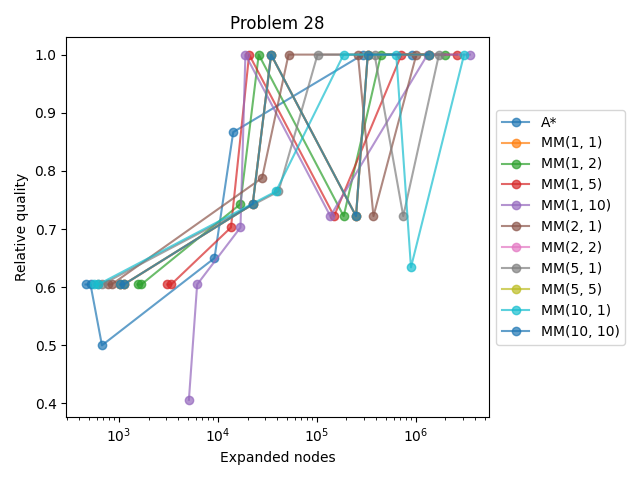 Problem 28
Relative quality
1.0
0.9
0.8
0.7
0.6
0.5
0.4
10³
10⁴
10⁵
10⁶
Expanded nodes
A*
MM(1, 1)
MM(1, 2)
MM(1, 5)
MM(1, 10)
MM(2, 1)
MM(2, 2)
MM(5, 1)
MM(5, 5)
MM(10, 1)
MM(10, 10)